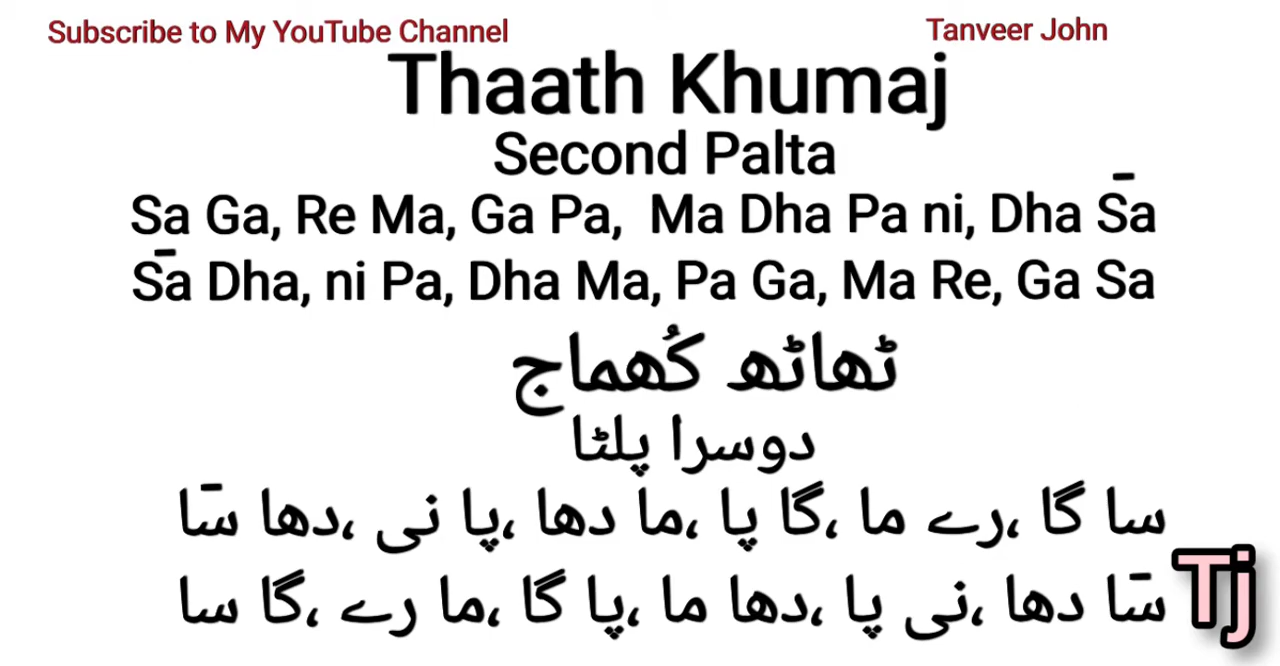 Subscribe to My YouTube Channel
Tanveer John
Thaath Khumaj
Second Palta
Sa Ga, Re Ma, Ga Pa, Ma Dha Pa ni, Dha S̄a
S̄a Dha, ni Pa, Dha Ma, Pa Ga, Ma Re, Ga Sa
ٹھاٹھ کُھماج
دوسرا پلٹا
سا گا، رے ما، گا پا، ما دھا، پا نی، دھا سا̄
سا̄ دھا، نی پا، دھا ما، پا گا، ما رے، گا سا
Tj